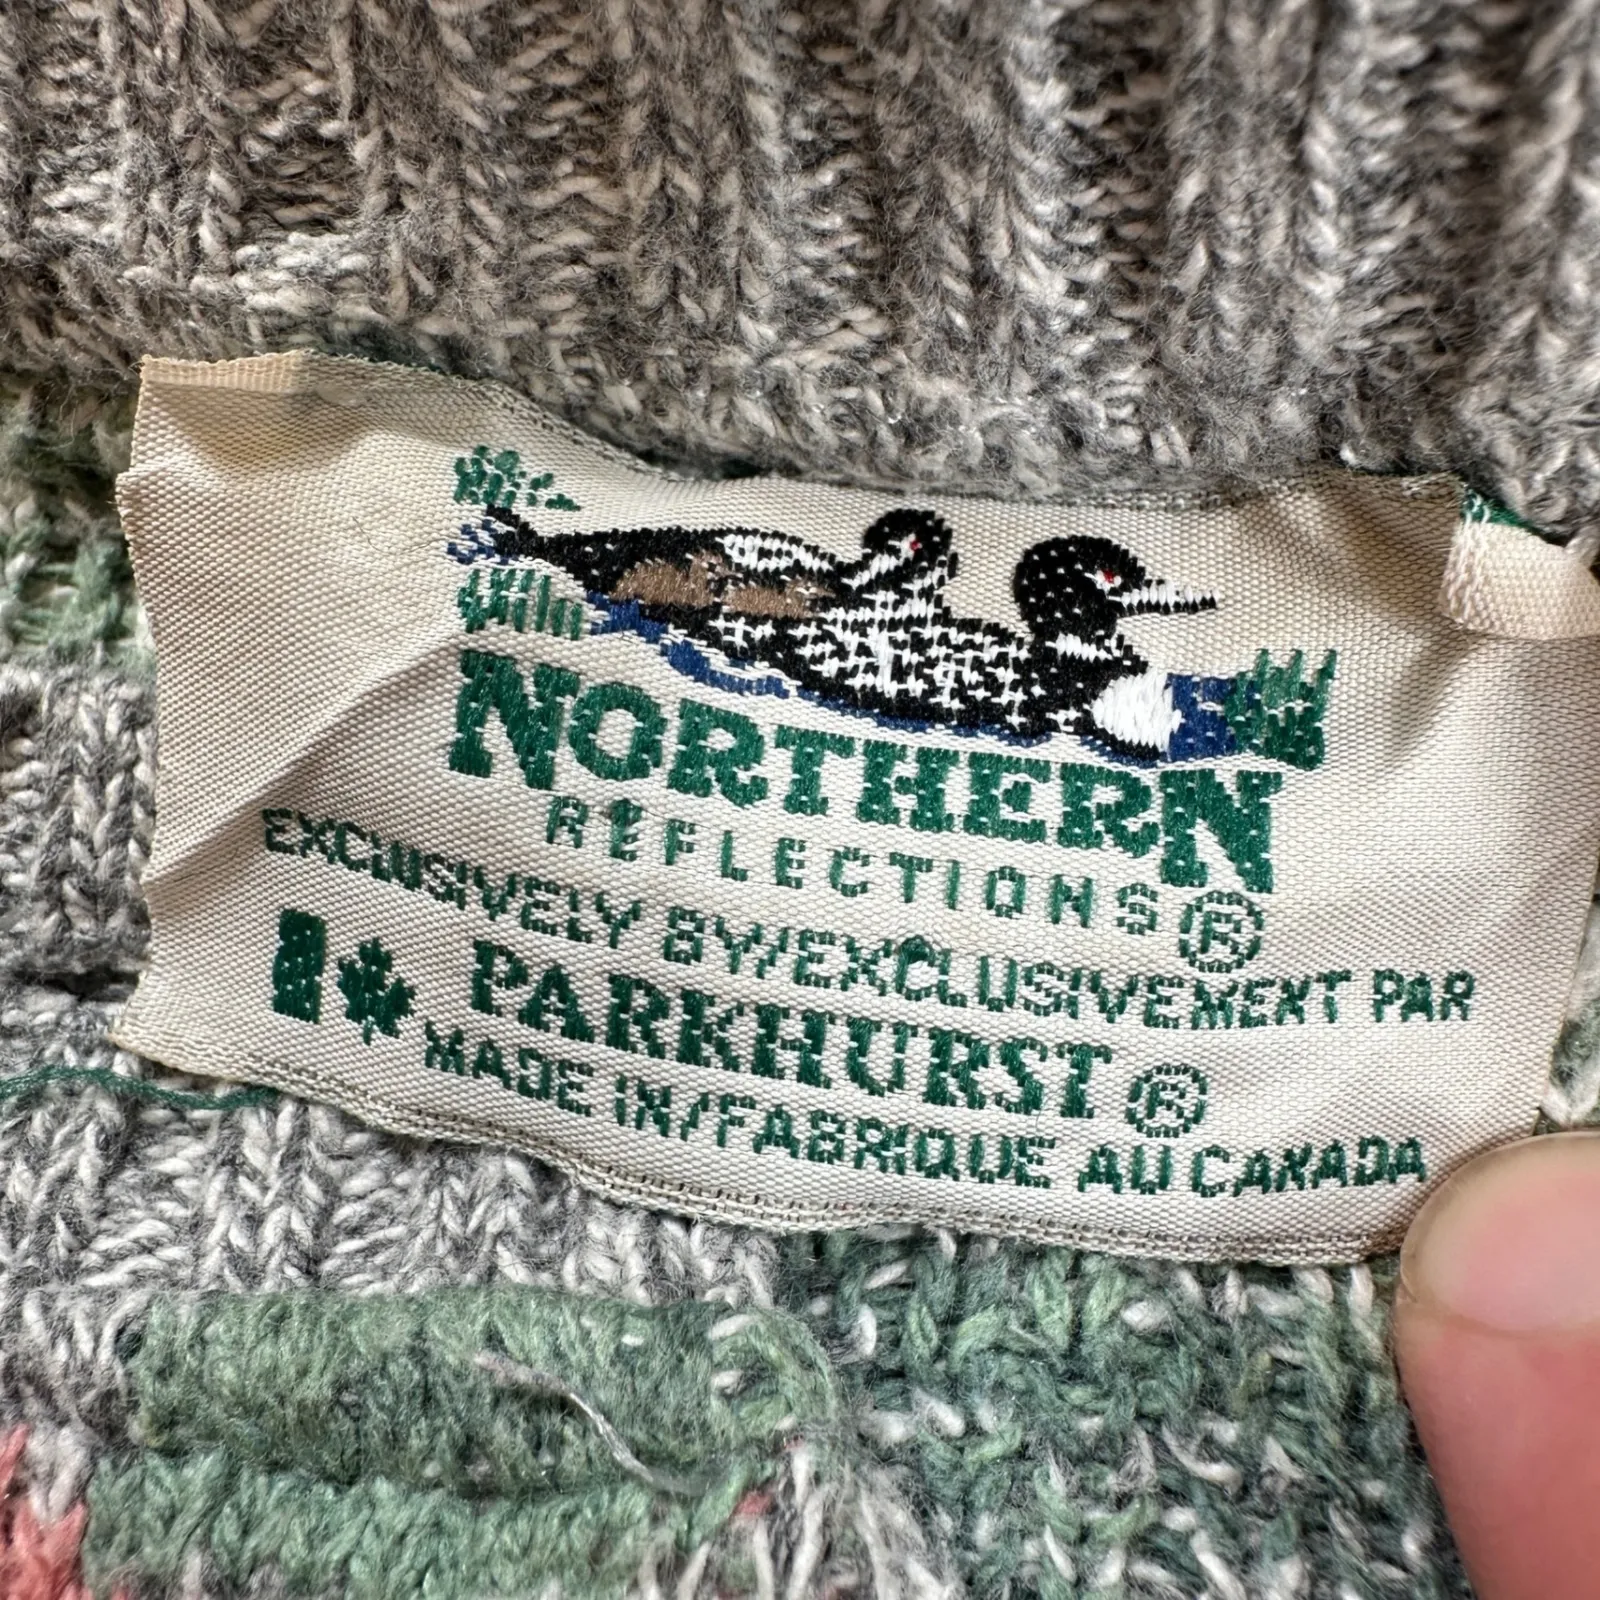 NORTHERN
REFLECTIONS®
EXCLUSIVELY BY/EXCLUSIVEMENT PAR
PARKHURST®
MADE IN/FABRIQUE AU CANADA